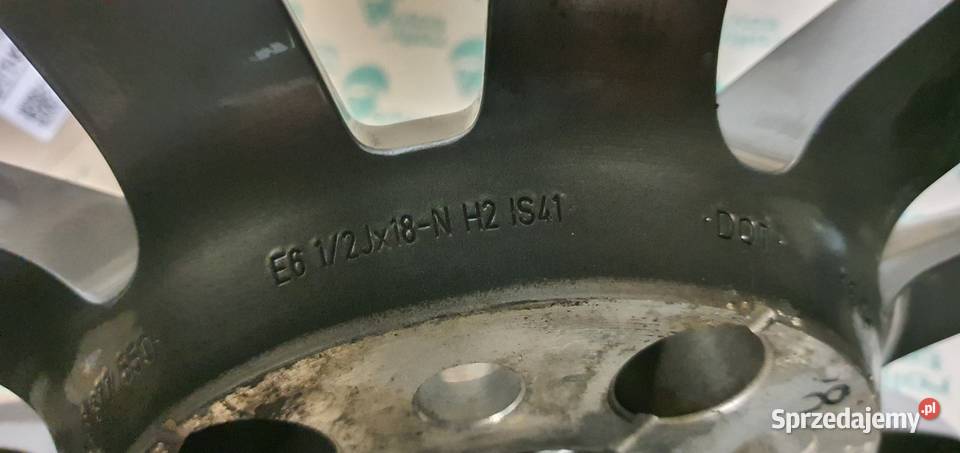 E6 1/2Jx18-N H2 IS41
·DOT·
Sprzedajemy.pl